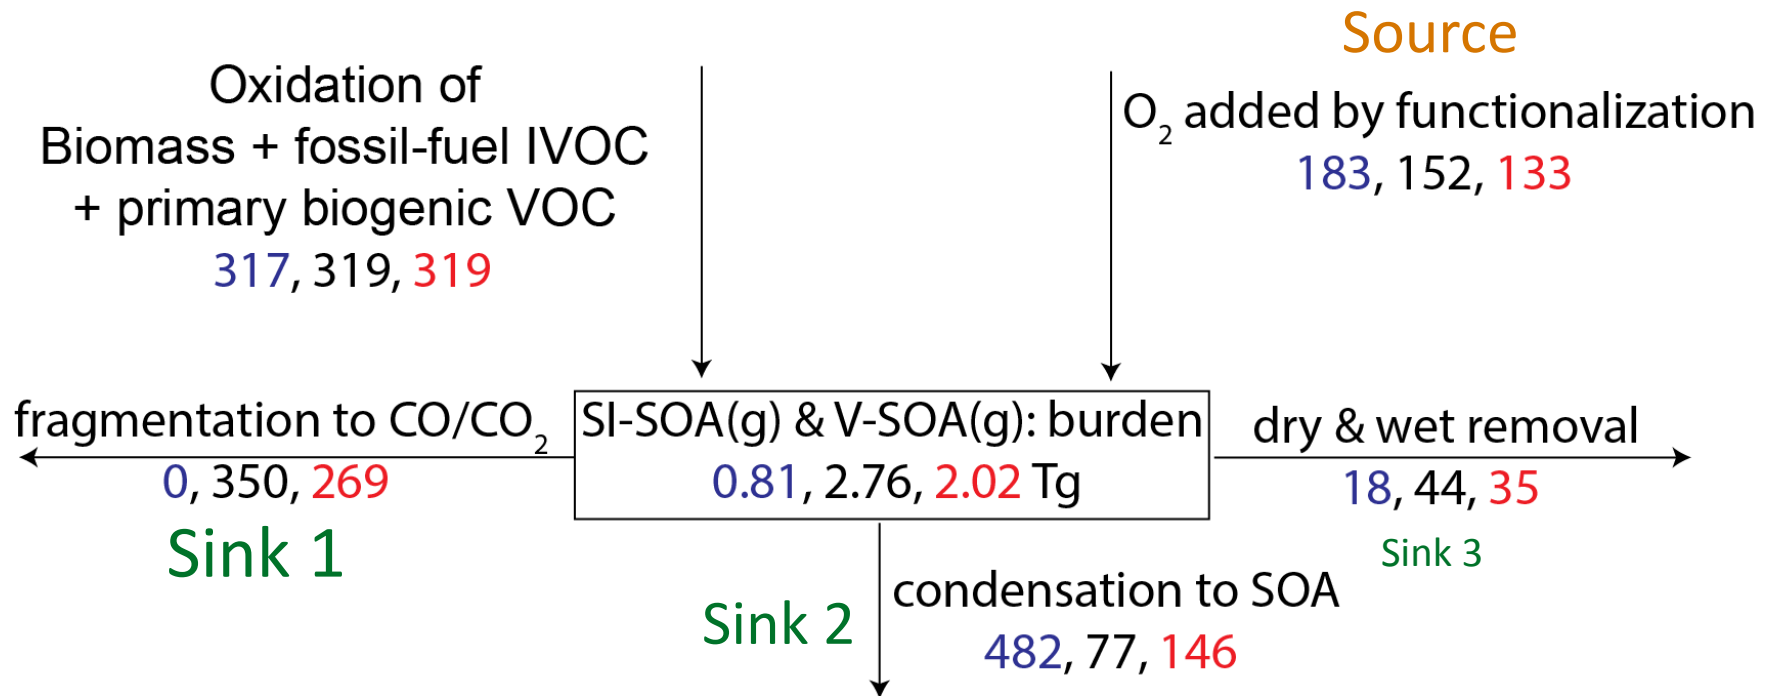 Source
Oxidation of
Biomass + fossil-fuel IVOC
+ primary biogenic VOC
317, 319, 319
O₂ added by functionalization
183, 152, 133
fragmentation to CO/CO₂
0, 350, 269
Sink 1
SI-SOA(g) & V-SOA(g): burden
0.81, 2.76, 2.02 Tg
dry & wet removal
18, 44, 35
Sink 3
Sink 2
condensation to SOA
482, 77, 146